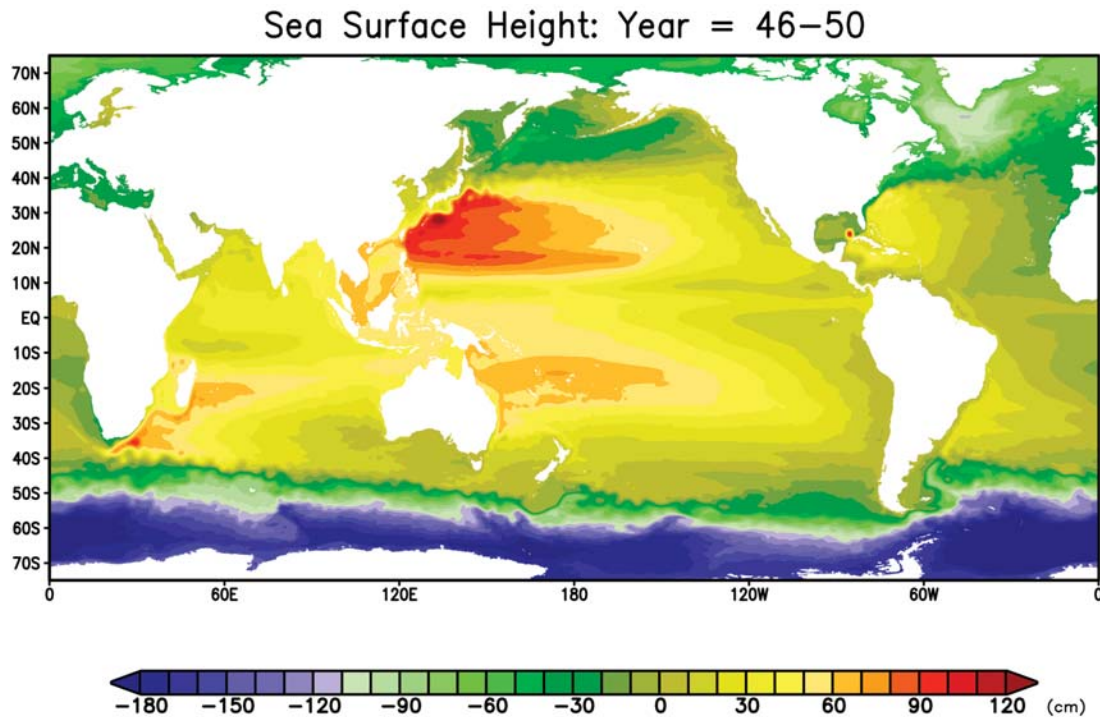 Sea Surface Height: Year = 46–50
70N
60N
50N
40N
30N
20N
10N
EQ
10S
20S
30S
40S
50S
60S
70S
0 60E 120E 180 120W 60W 0
−180 −150 −120 −90 −60 −30 0 30 60 90 120 (cm)